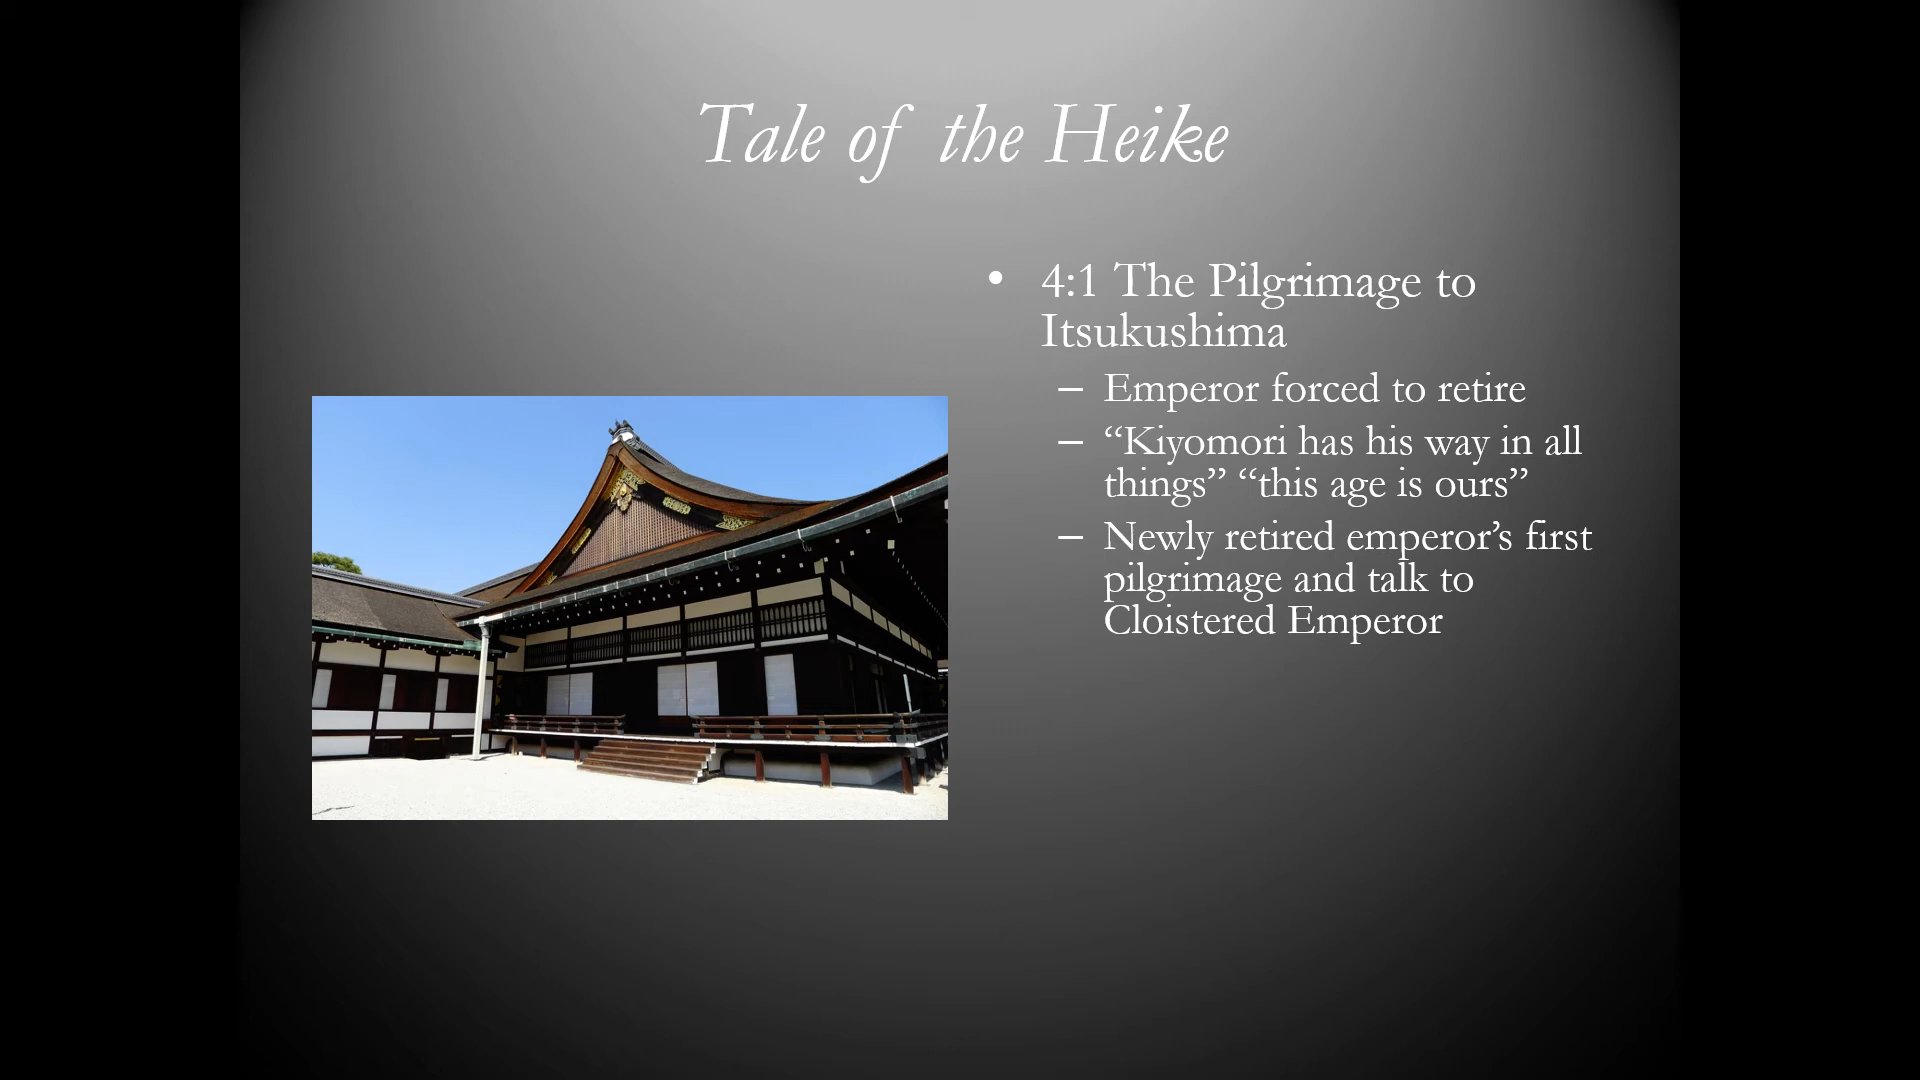 Tale of the Heike
• 4:1 The Pilgrimage to
Itsukushima
– Emperor forced to retire
– “Kiyomori has his way in all
things” “this age is ours”
– Newly retired emperor’s first
pilgrimage and talk to
Cloistered Emperor